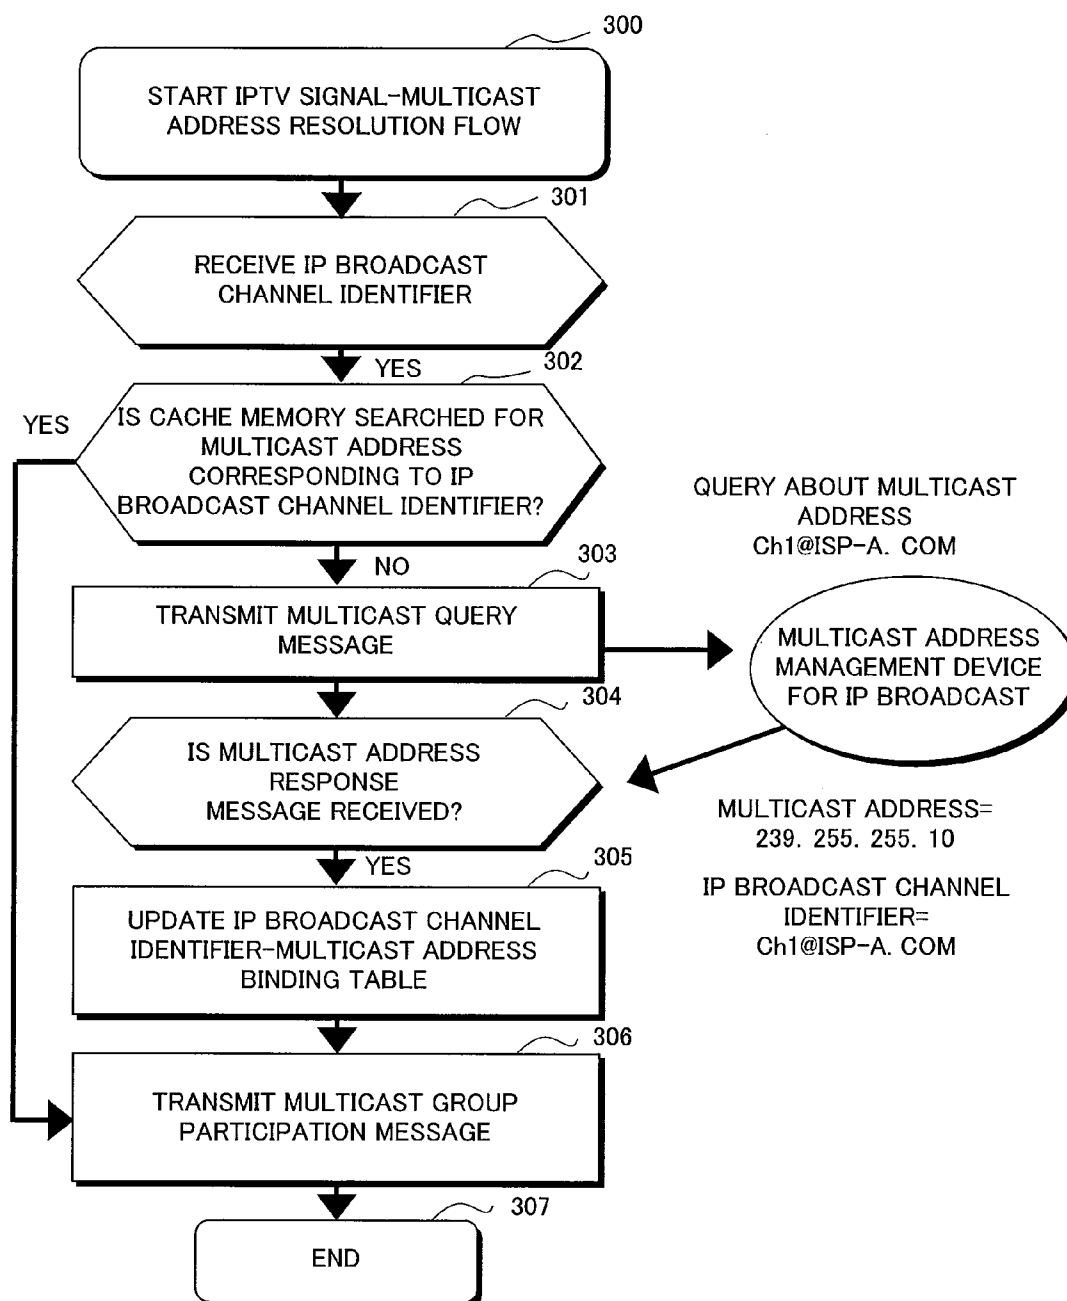 300
START IPTV SIGNAL-MULTICAST
ADDRESS RESOLUTION FLOW
301
RECEIVE IP BROADCAST
CHANNEL IDENTIFIER
YES
302
YES
IS CACHE MEMORY SEARCHED FOR
MULTICAST ADDRESS
CORRESPONDING TO IP
BROADCAST CHANNEL IDENTIFIER?
NO
303
TRANSMIT MULTICAST QUERY
MESSAGE
QUERY ABOUT MULTICAST
ADDRESS
Ch1@ISP-A. COM
MULTICAST ADDRESS
MANAGEMENT DEVICE
FOR IP BROADCAST
304
IS MULTICAST ADDRESS
RESPONSE
MESSAGE RECEIVED?
MULTICAST ADDRESS=
239. 255. 255. 10
IP BROADCAST CHANNEL
IDENTIFIER=
Ch1@ISP-A. COM
YES
305
UPDATE IP BROADCAST CHANNEL
IDENTIFIER-MULTICAST ADDRESS
BINDING TABLE
306
TRANSMIT MULTICAST GROUP
PARTICIPATION MESSAGE
307
END